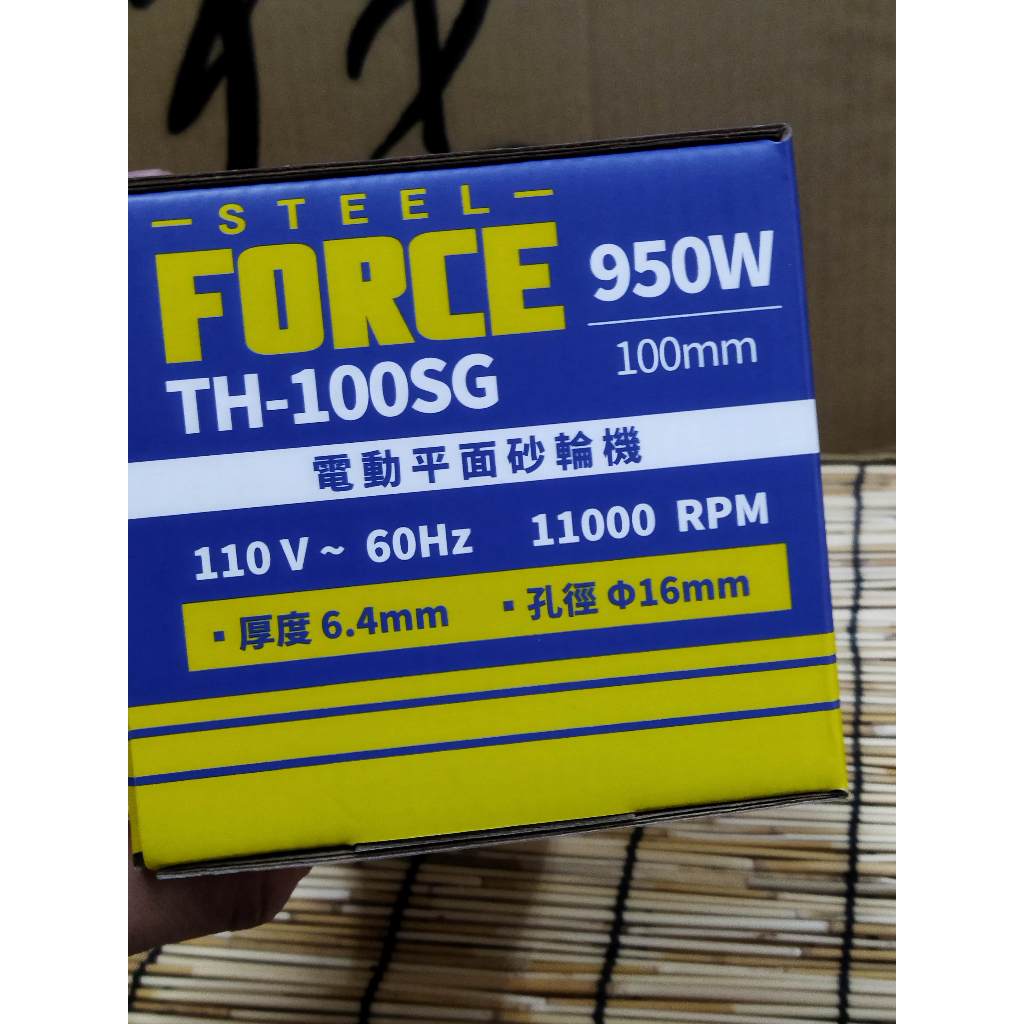 — STEEL —
FORCE
950W
100mm
TH-100SG
電動平面砂輪機
110V~ 60Hz 11000 RPM
▪厚度 6.4mm ▪孔徑 Φ16mm